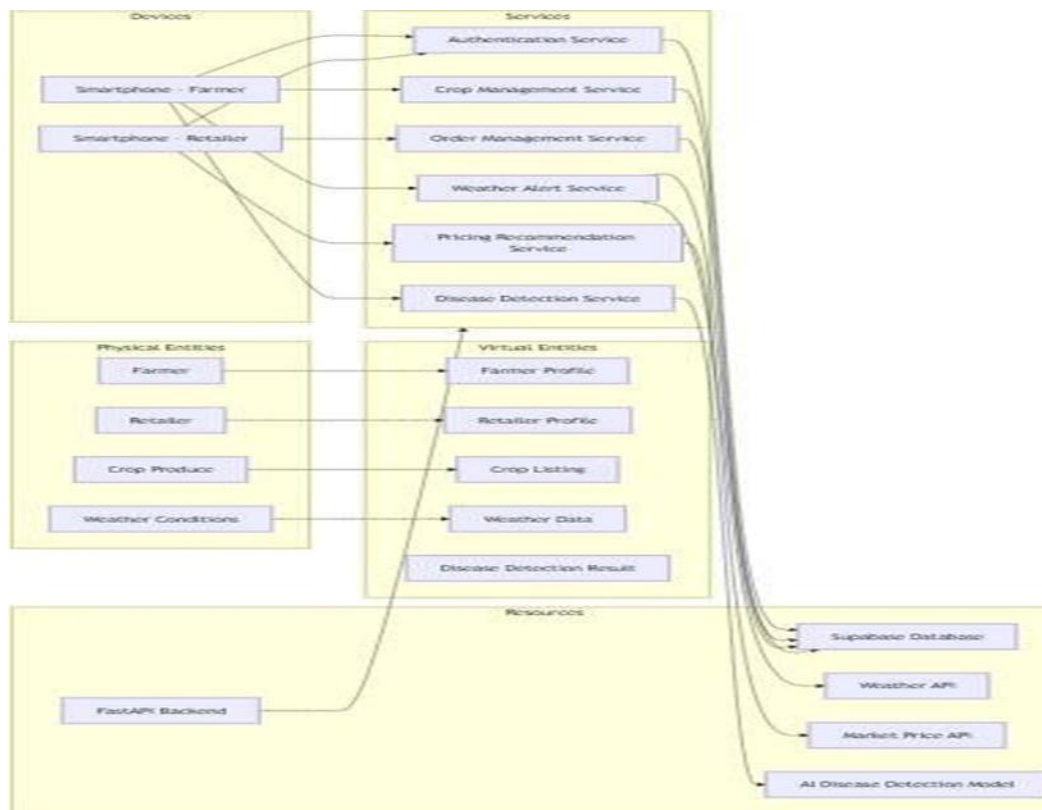 Devices
Services
Authentication Service
Smartphone - Farmer
Crop Management Service
Smartphone - Retailer
Order Management Service
Weather Alert Service
Pricing Recommendation
Service
Disease Detection Service
Physical Entities
Virtual Entities
Farmer
Farmer Profile
Retailer
Retailer Profile
Crop Produce
Crop Listing
Weather Conditions
Weather Data
Disease Detection Result
Resources
Supabase Database
Weather API
FastAPI Backend
Market Price API
AI Disease Detection Model